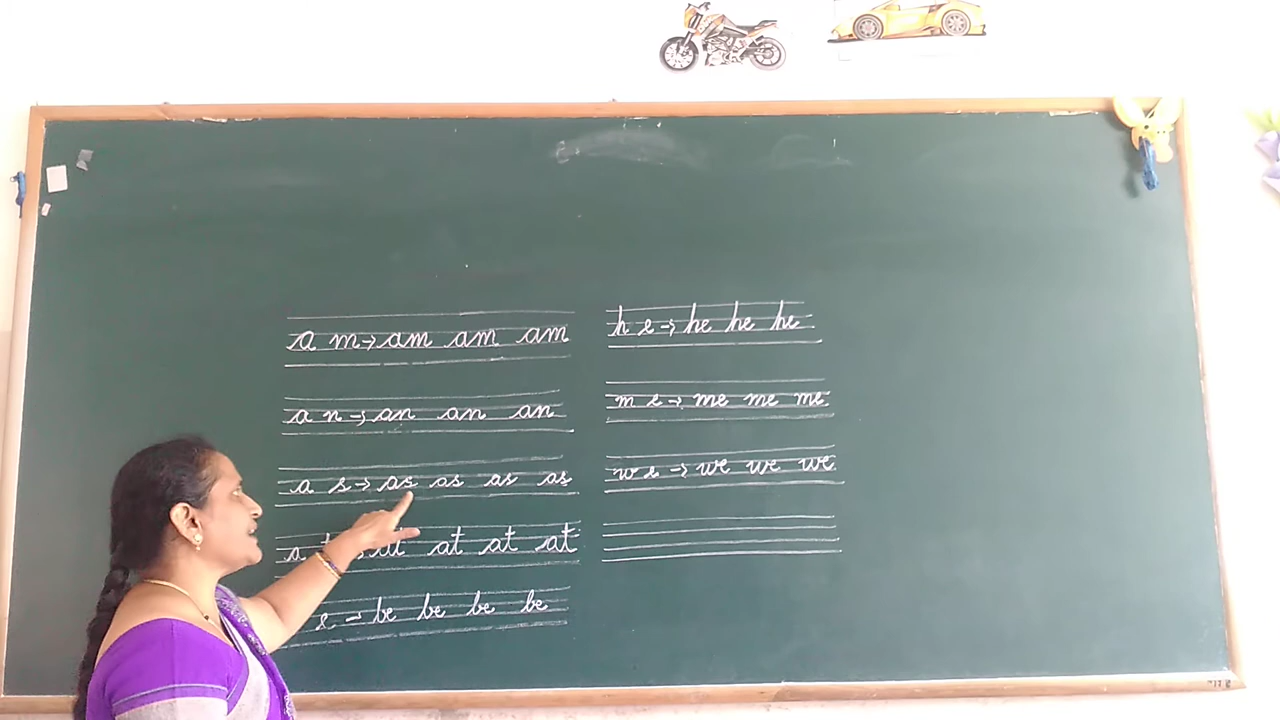 a m → am am am
a n → an an an
a s → as as as as
a t → at at at at
e → be be be be
h e → he he he
m e → me me me
w e → we we we